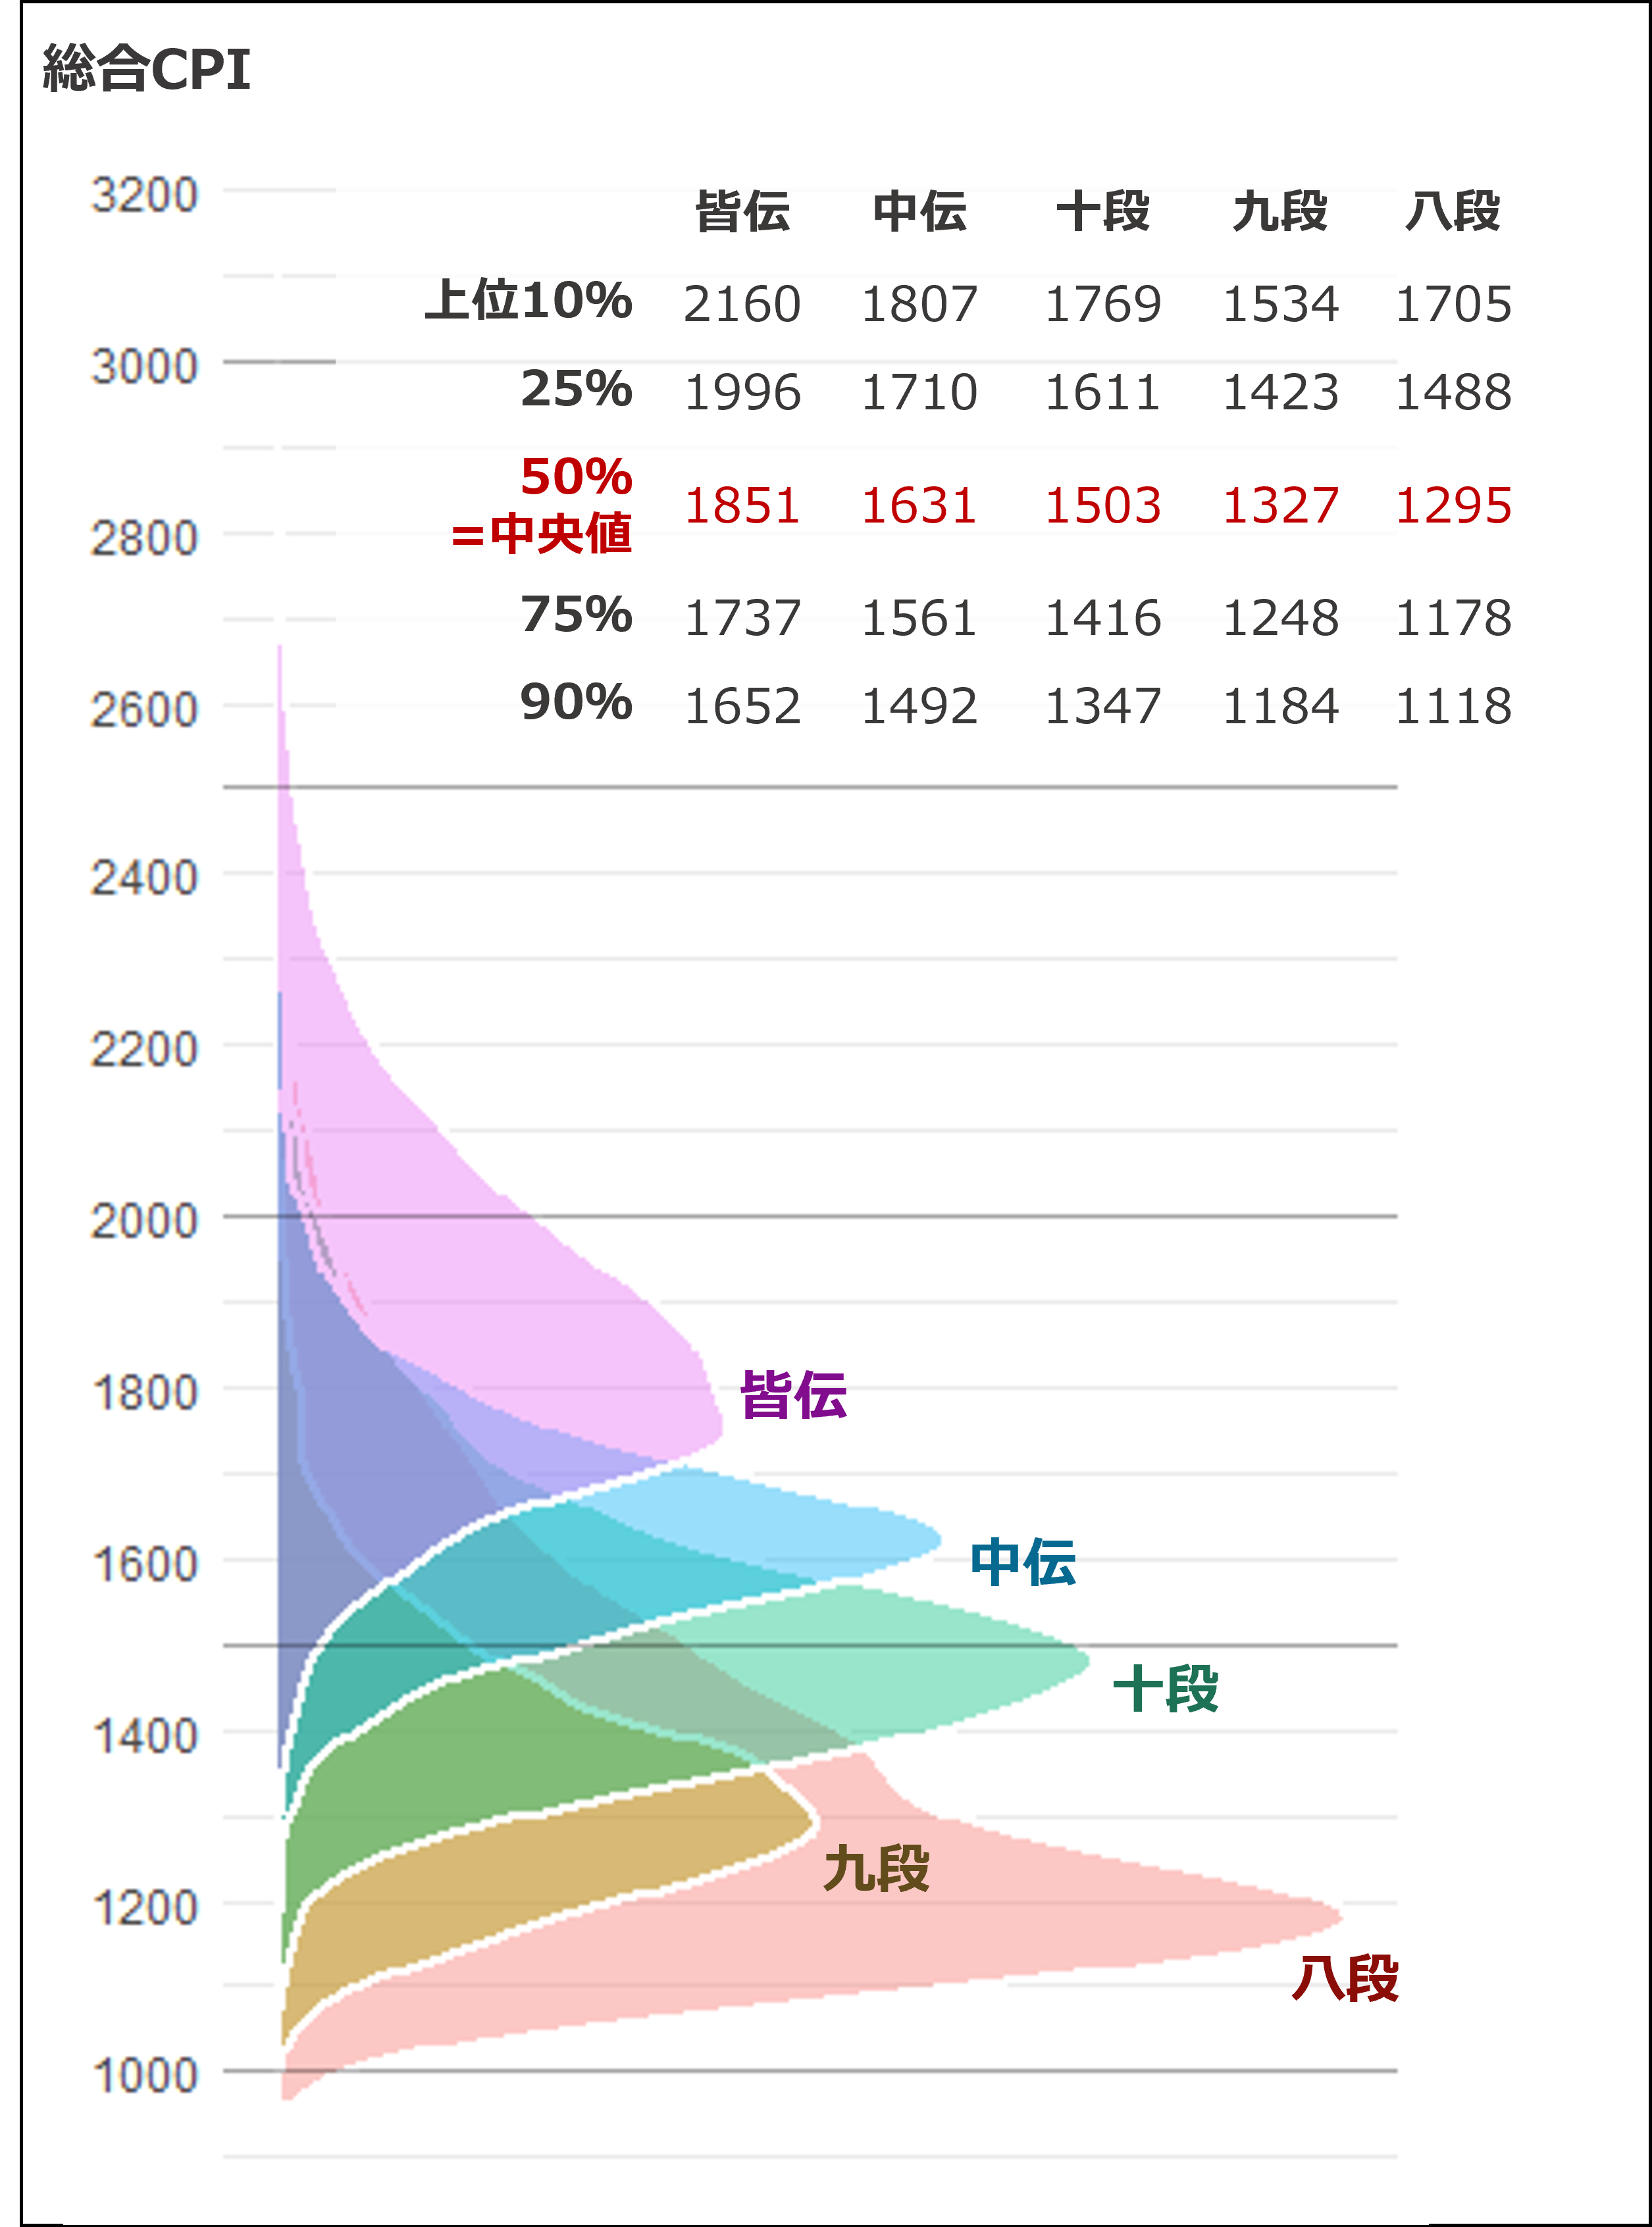 総合CPI
皆伝 中伝 十段 九段 八段
上位10% 2160 1807 1769 1534 1705
25% 1996 1710 1611 1423 1488
50%
=中央値 1851 1631 1503 1327 1295
75% 1737 1561 1416 1248 1178
90% 1652 1492 1347 1184 1118
3200
3000
2800
2600
2400
2200
2000
1800
1600
1400
1200
1000
皆伝
中伝
十段
九段
八段